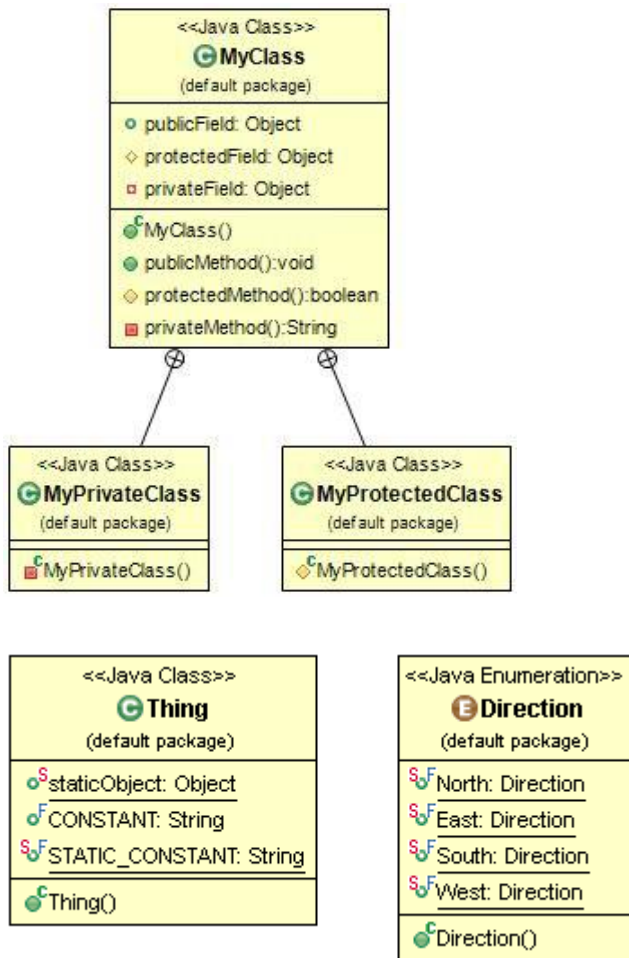 <<Java Class>>
C MyClass
(default package)
publicField: Object
protectedField: Object
privateField: Object
C MyClass()
publicMethod():void
protectedMethod():boolean
privateMethod():String
<<Java Class>>
C MyPrivateClass
(default package)
C MyPrivateClass()
<<Java Class>>
C MyProtectedClass
(default package)
C MyProtectedClass()
<<Java Class>>
C Thing
(default package)
S staticObject: Object
F CONSTANT: String
S F STATIC_CONSTANT: String
C Thing()
<<Java Enumeration>>
E Direction
(default package)
S F North: Direction
S F East: Direction
S F South: Direction
S F West: Direction
C Direction()